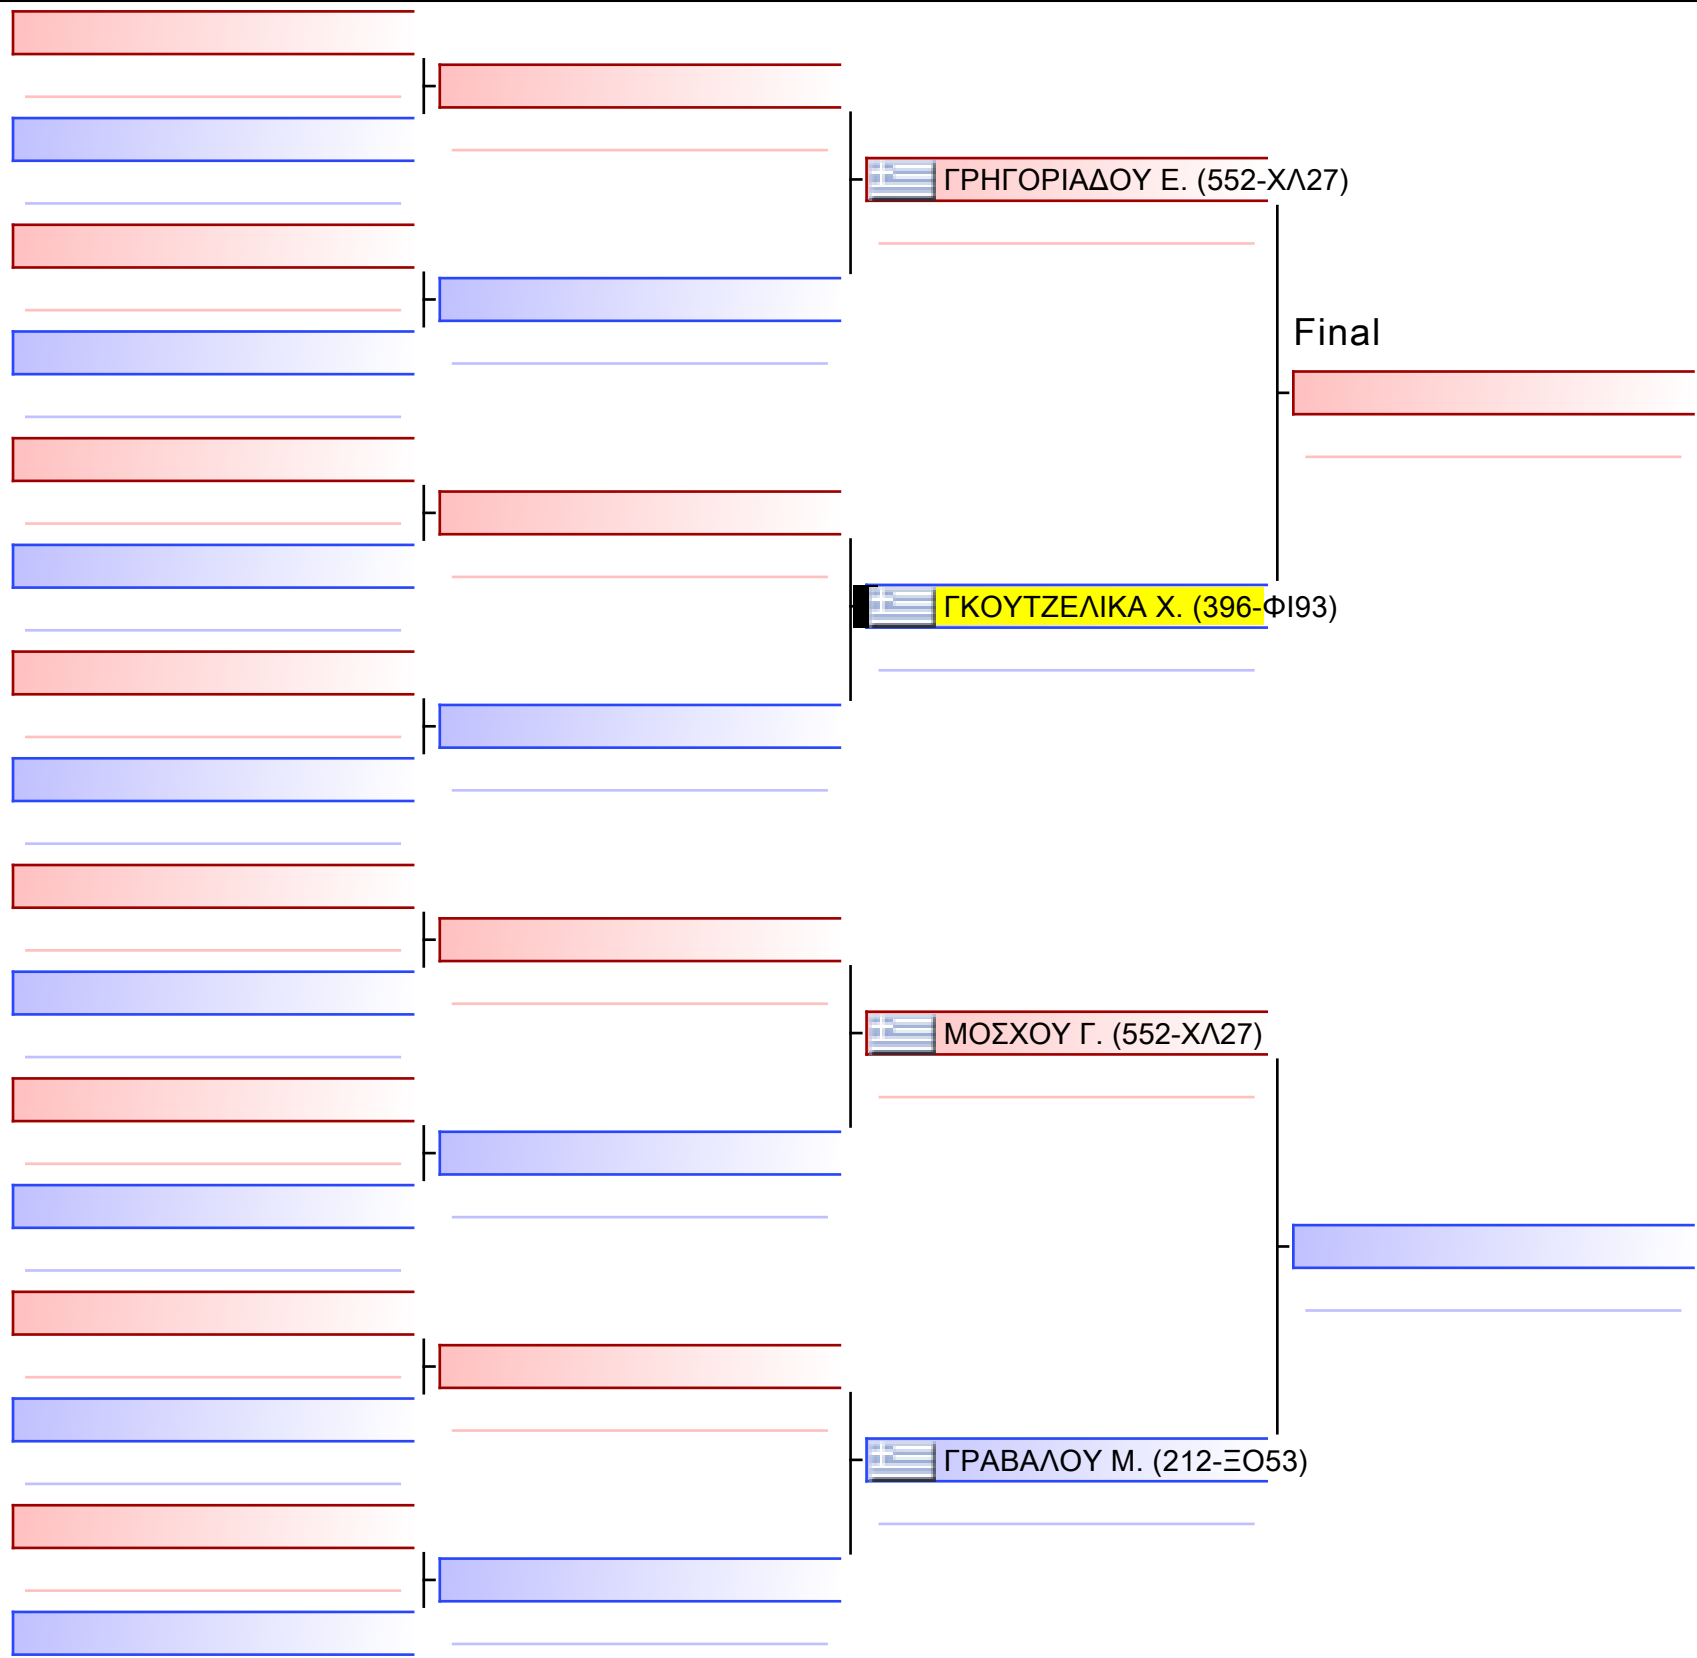 ΓΡΗΓΟΡΙΑΔΟΥ Ε. (552-ΧΛ27)
Final
ΓΚΟΥΤΖΕΛΙΚΑ Χ. (396-ΦΙ93)
ΜΟΣΧΟΥ Γ. (552-ΧΛ27)
ΓΡΑΒΑΛΟΥ Μ. (212-ΞΟ53)